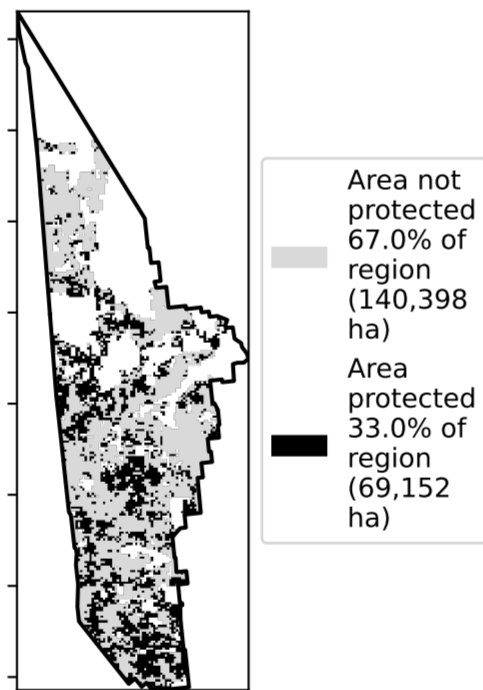 Area not
protected
67.0% of
region
(140,398
ha)
Area
protected
33.0% of
region
(69,152
ha)